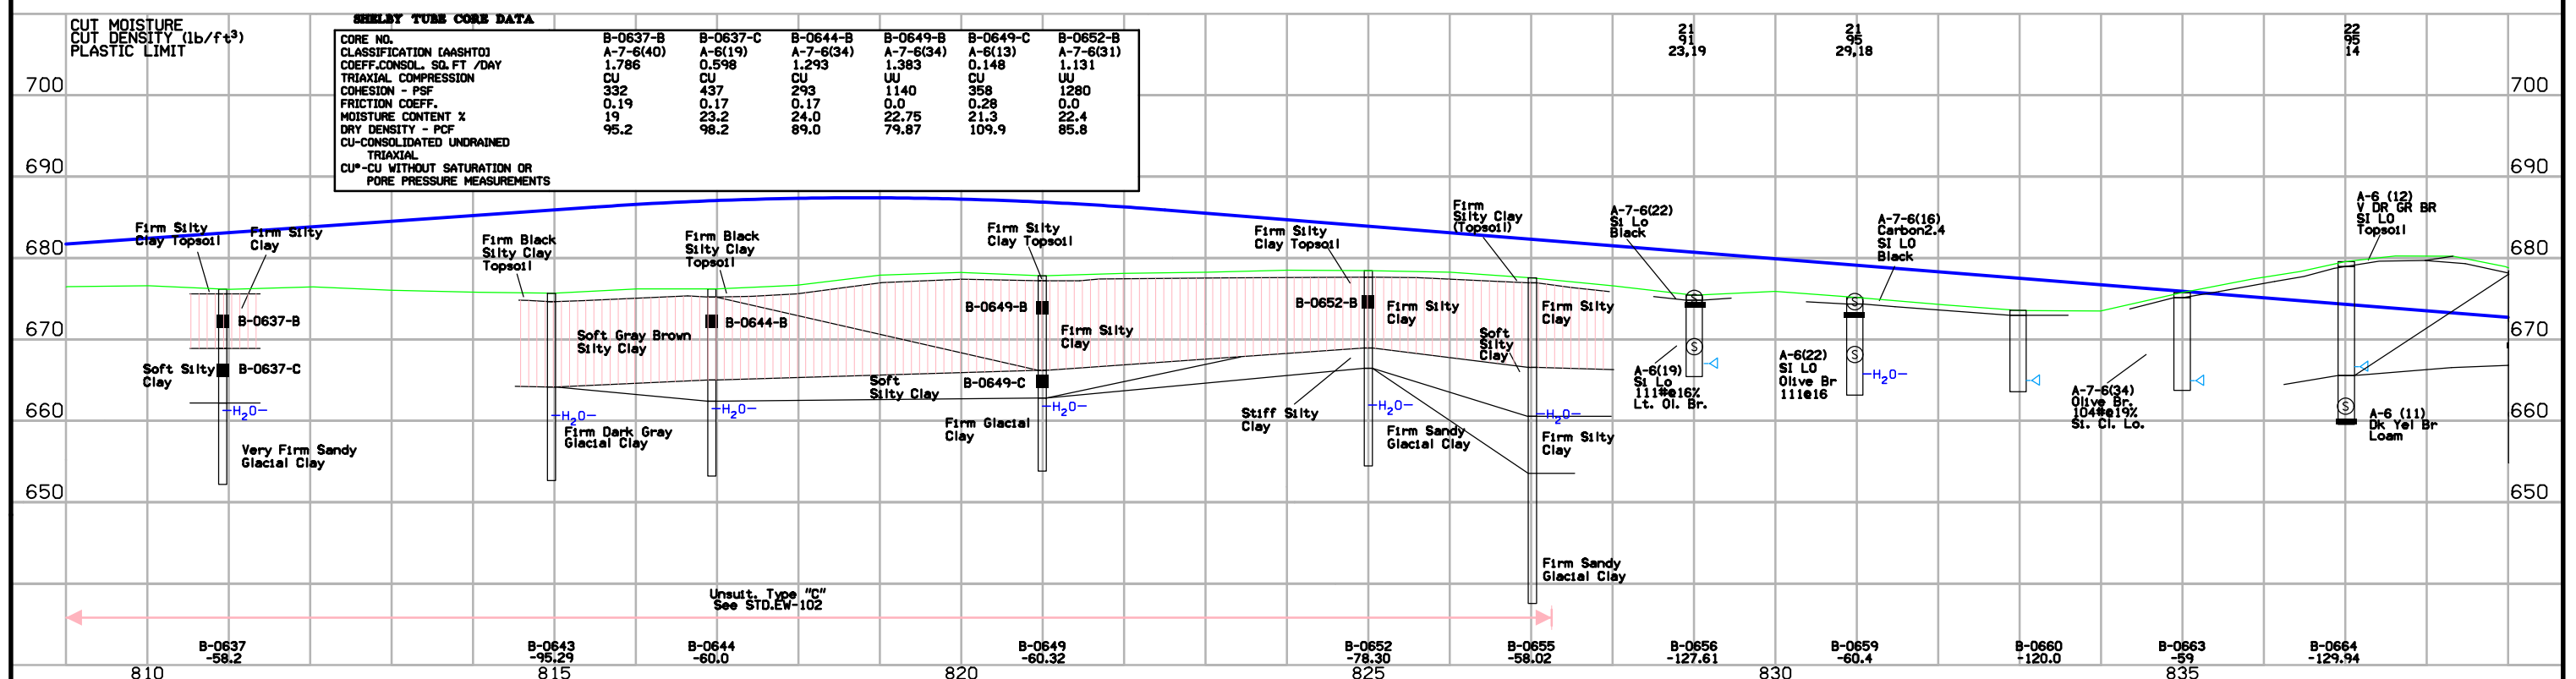 CUT MOISTURE
CUT DENSITY (lb/ft³)
PLASTIC LIMIT
SHELBY TUBE CORE DATA
CORE NO. B-0637-B B-0637-C B-0644-B B-0649-B B-0649-C B-0652-B
CLASSIFICATION [AASHTO] A-7-6(40) A-6(19) A-7-6(34) A-7-6(34) A-6(13) A-7-6(31)
COEFF.CONSOL. SQ.FT /DAY 1.786 0.598 1.293 1.383 0.148 1.131
TRIAXIAL COMPRESSION CU CU CU UU CU UU
COHESION - PSF 332 437 293 1140 358 1280
FRICTION COEFF. 0.19 0.17 0.17 0.0 0.28 0.0
MOISTURE CONTENT % 19 23.2 24.0 22.75 21.3 22.4
DRY DENSITY - PCF 95.2 98.2 89.0 79.87 109.9 85.8
CU-CONSOLIDATED UNDRAINED
TRIAXIAL
CU*-CU WITHOUT SATURATION OR
PORE PRESSURE MEASUREMENTS
21
91
23,19
21
95
29,18
22
95
14
700
700
690
690
680
680
670
670
660
660
650
650
Firm Silty
Clay Topsoil
Firm Silty
Clay
B-0637-B
Soft Silty
Clay
B-0637-C
H₂O
Very Firm Sandy
Glacial Clay
Firm Black
Silty Clay
Topsoil
Soft Gray Brown
Silty Clay
H₂O
Firm Dark Gray
Glacial Clay
Firm Black
Silty Clay
Topsoil
B-0644-B
H₂O
Soft
Silty Clay
Firm Silty
Clay Topsoil
B-0649-B
Firm Silty
Clay
B-0649-C
H₂O
Firm Glacial
Clay
Firm Silty
Clay Topsoil
B-0652-B
Firm Silty
Clay
Stiff Silty
Clay
H₂O
Firm Sandy
Glacial Clay
Firm
Silty Clay
(Topsoil)
Firm Silty
Clay
Soft
Silty
Clay
H₂O
Firm Silty
Clay
Firm Sandy
Glacial Clay
A-7-6(22)
Si Lo
Black
S
S
A-6(19)
Si Lo
111#@16%
Lt. Ol. Br.
A-7-6(16)
Carbon2.4
SI LO
Black
S
S
A-6(22)
SI LO
Olive Br
111@16
H₂O
A-7-6(34)
Olive Br.
104#@19%
Si. Cl. Lo.
A-6 (12)
V DR GR BR
SI LO
Topsoil
S
A-6 (11)
Dk Yel Br
Loam
Unsuit. Type "C"
See STD.EW-102
B-0637
-58.2
B-0643
-95.29
B-0644
-60.0
B-0649
-60.32
B-0652
-78.30
B-0655
-58.02
B-0656
-127.61
B-0659
-60.4
B-0660
-120.0
B-0663
-59
B-0664
-129.94
810
815
820
825
830
835